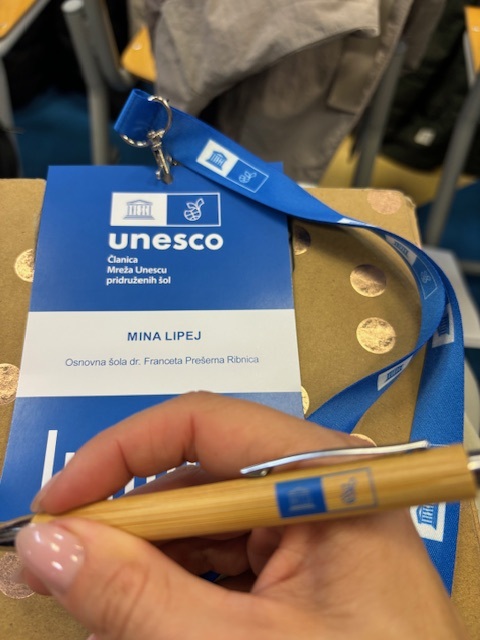 unesco
Članica
Mreža Unescu
pridruženih šol
MINA LIPEJ
Osnovna šola dr. Franceta Prešerna Ribnica